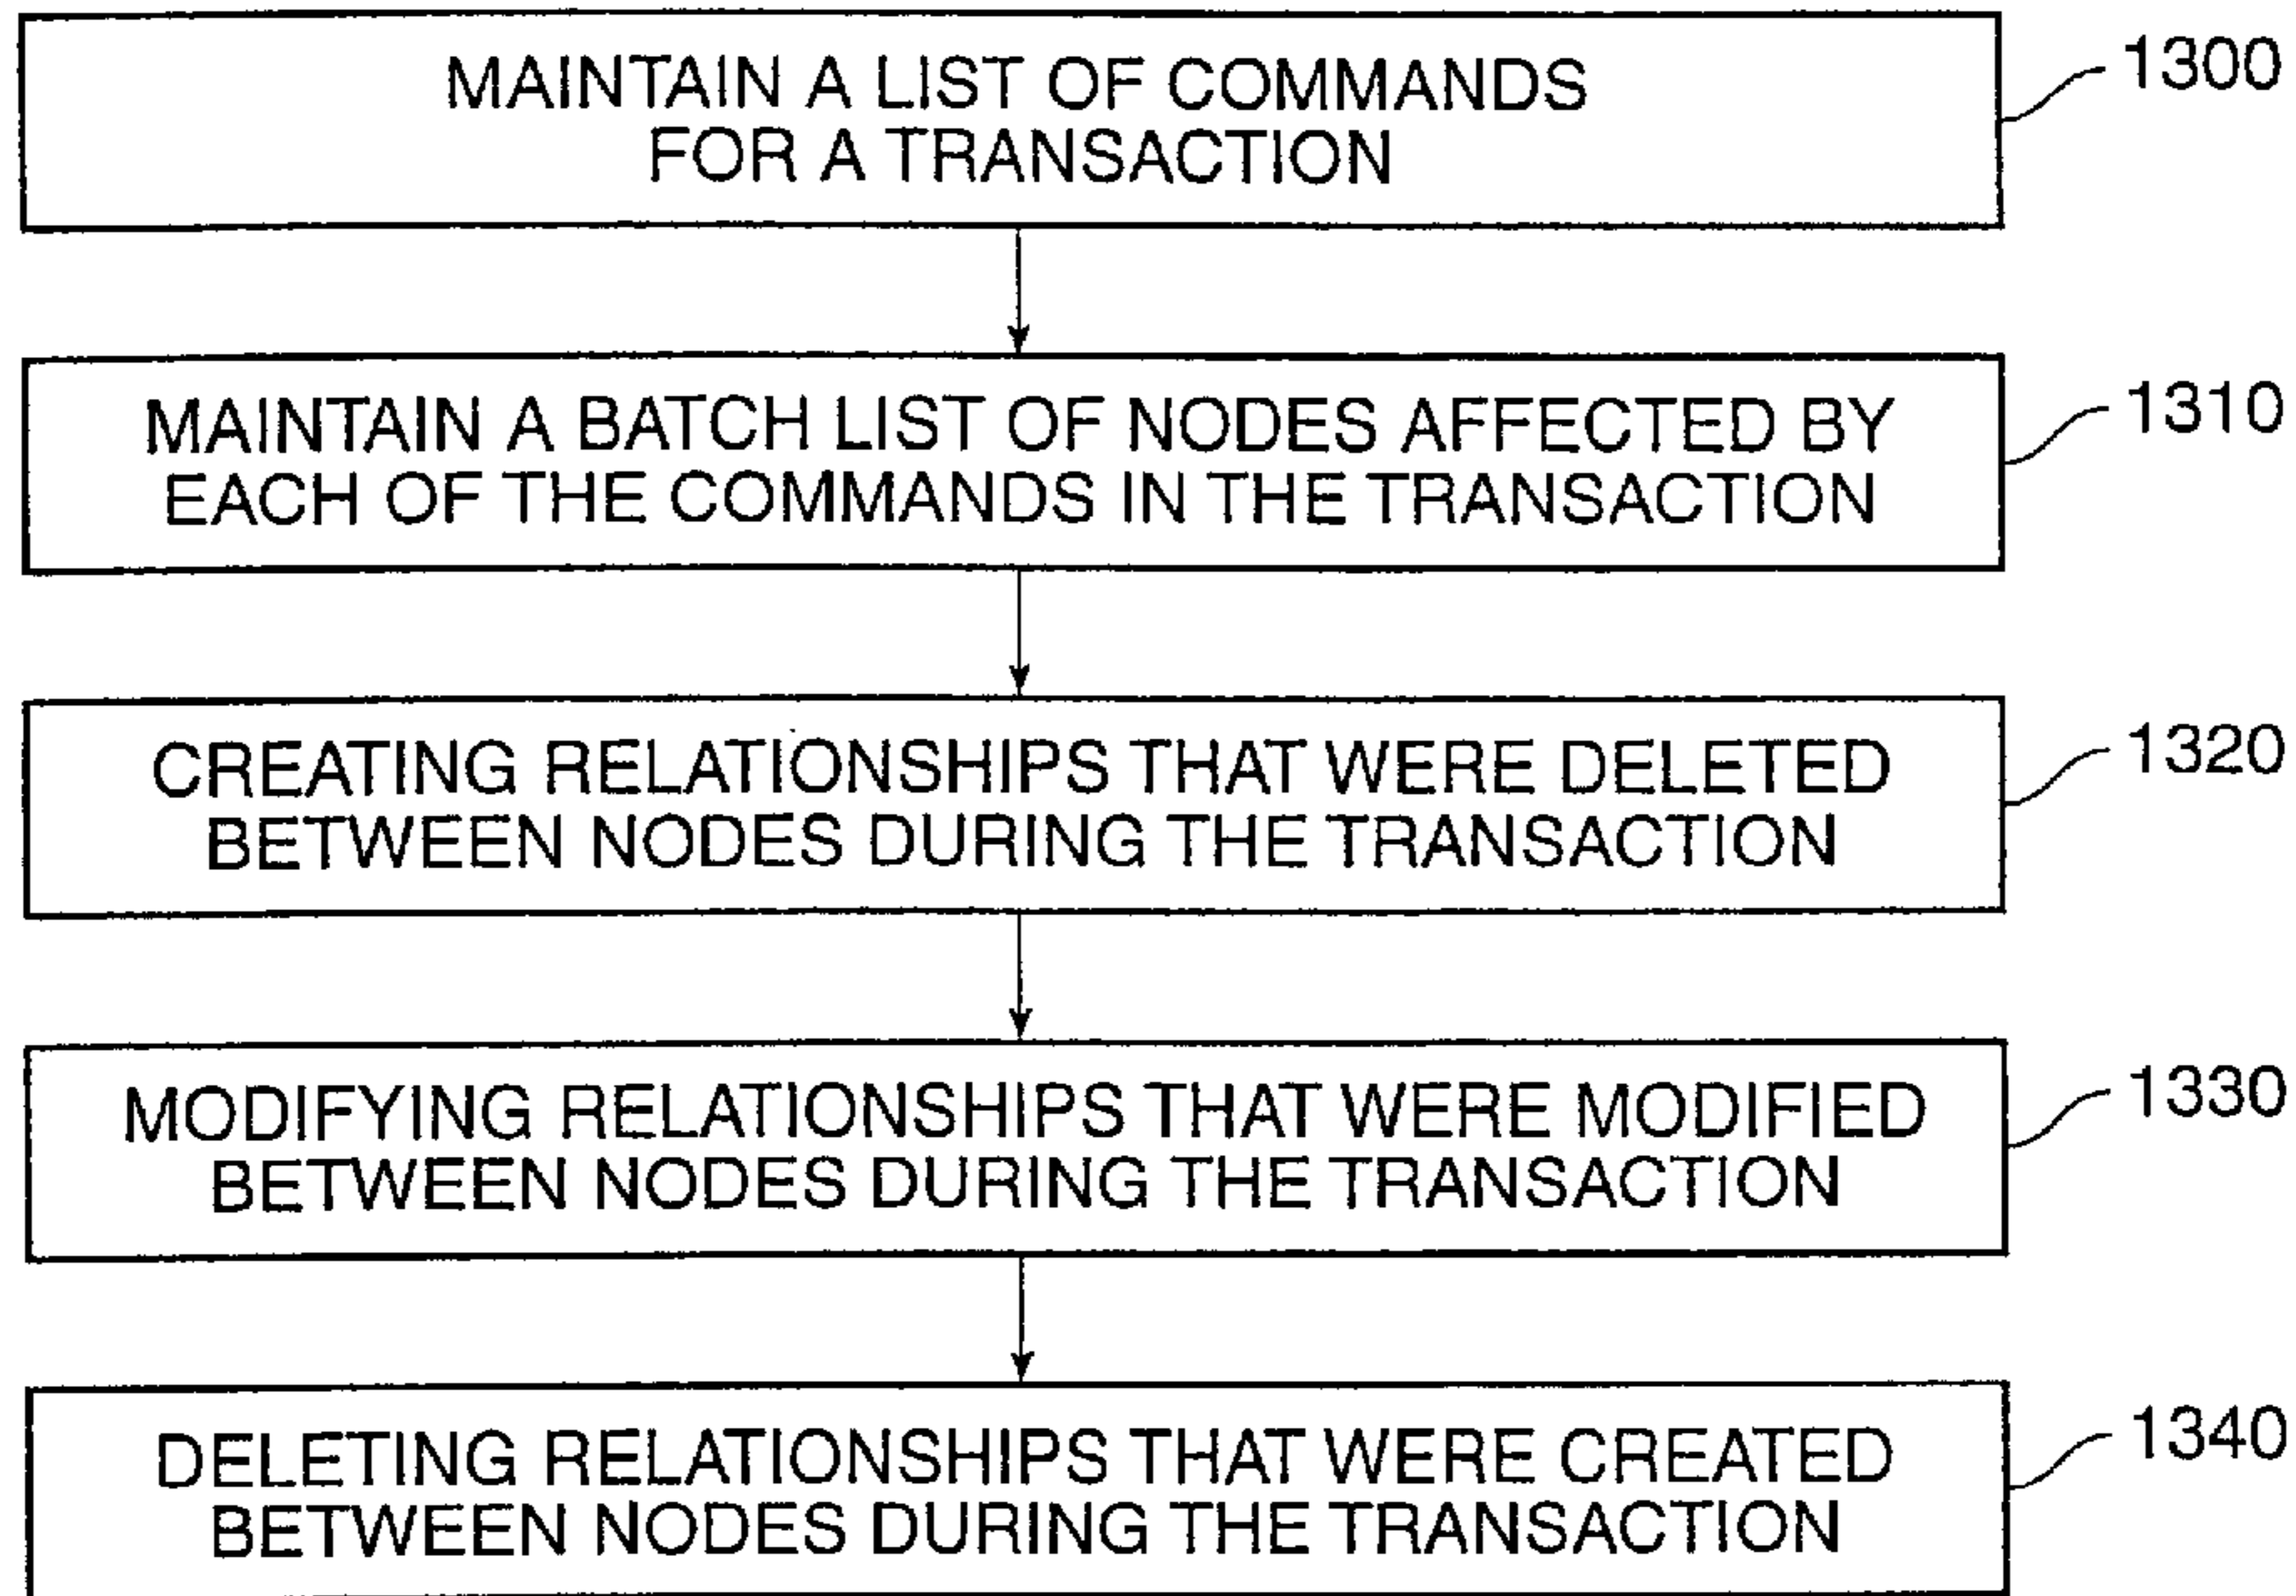 MAINTAIN A LIST OF COMMANDS
FOR A TRANSACTION
1300
MAINTAIN A BATCH LIST OF NODES AFFECTED BY
EACH OF THE COMMANDS IN THE TRANSACTION
1310
CREATING RELATIONSHIPS THAT WERE DELETED
BETWEEN NODES DURING THE TRANSACTION
1320
MODIFYING RELATIONSHIPS THAT WERE MODIFIED
BETWEEN NODES DURING THE TRANSACTION
1330
DELETING RELATIONSHIPS THAT WERE CREATED
BETWEEN NODES DURING THE TRANSACTION
1340